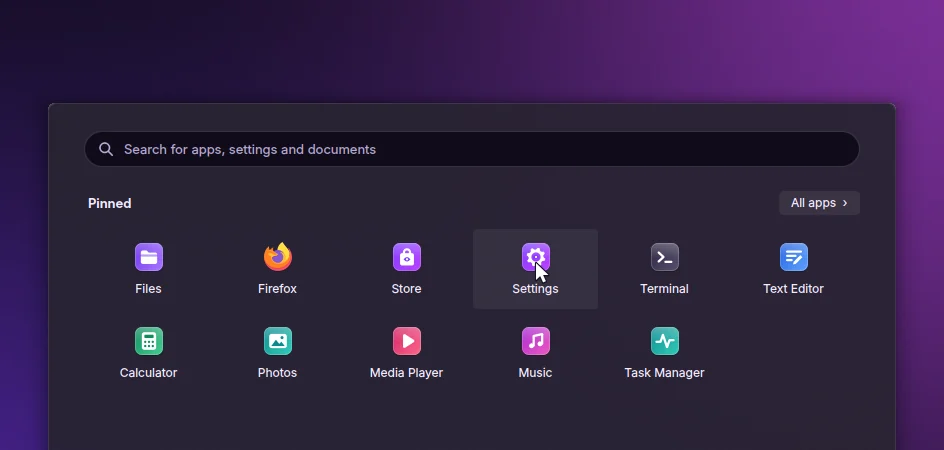 Search for apps, settings and documents
Pinned
All apps ›
Files Firefox Store Settings Terminal Text Editor
Calculator Photos Media Player Music Task Manager